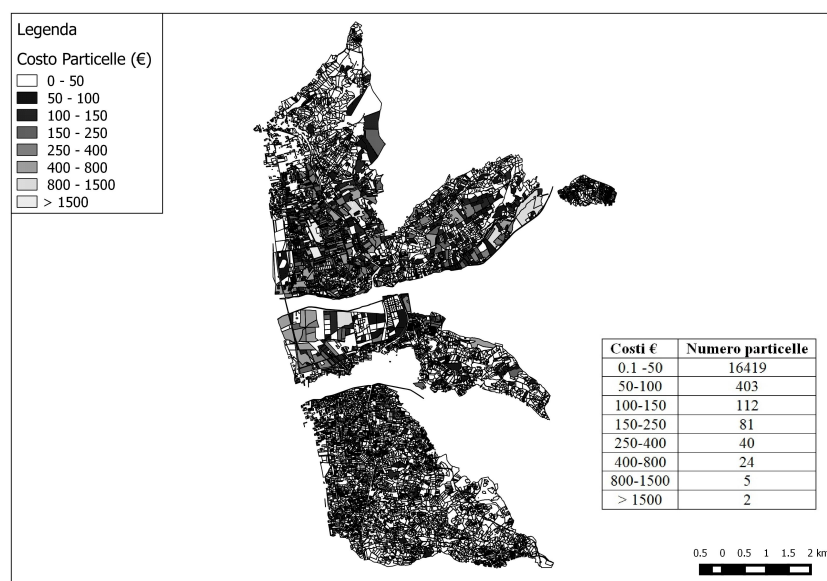 Legenda
Costo Particelle (€)
0 - 50
50 - 100
100 - 150
150 - 250
250 - 400
400 - 800
800 - 1500
> 1500
Costi € Numero particelle
0.1 -50 16419
50-100 403
100-150 112
150-250 81
250-400 40
400-800 24
800-1500 5
> 1500 2
0.5 0 0.5 1 1.5 2 km